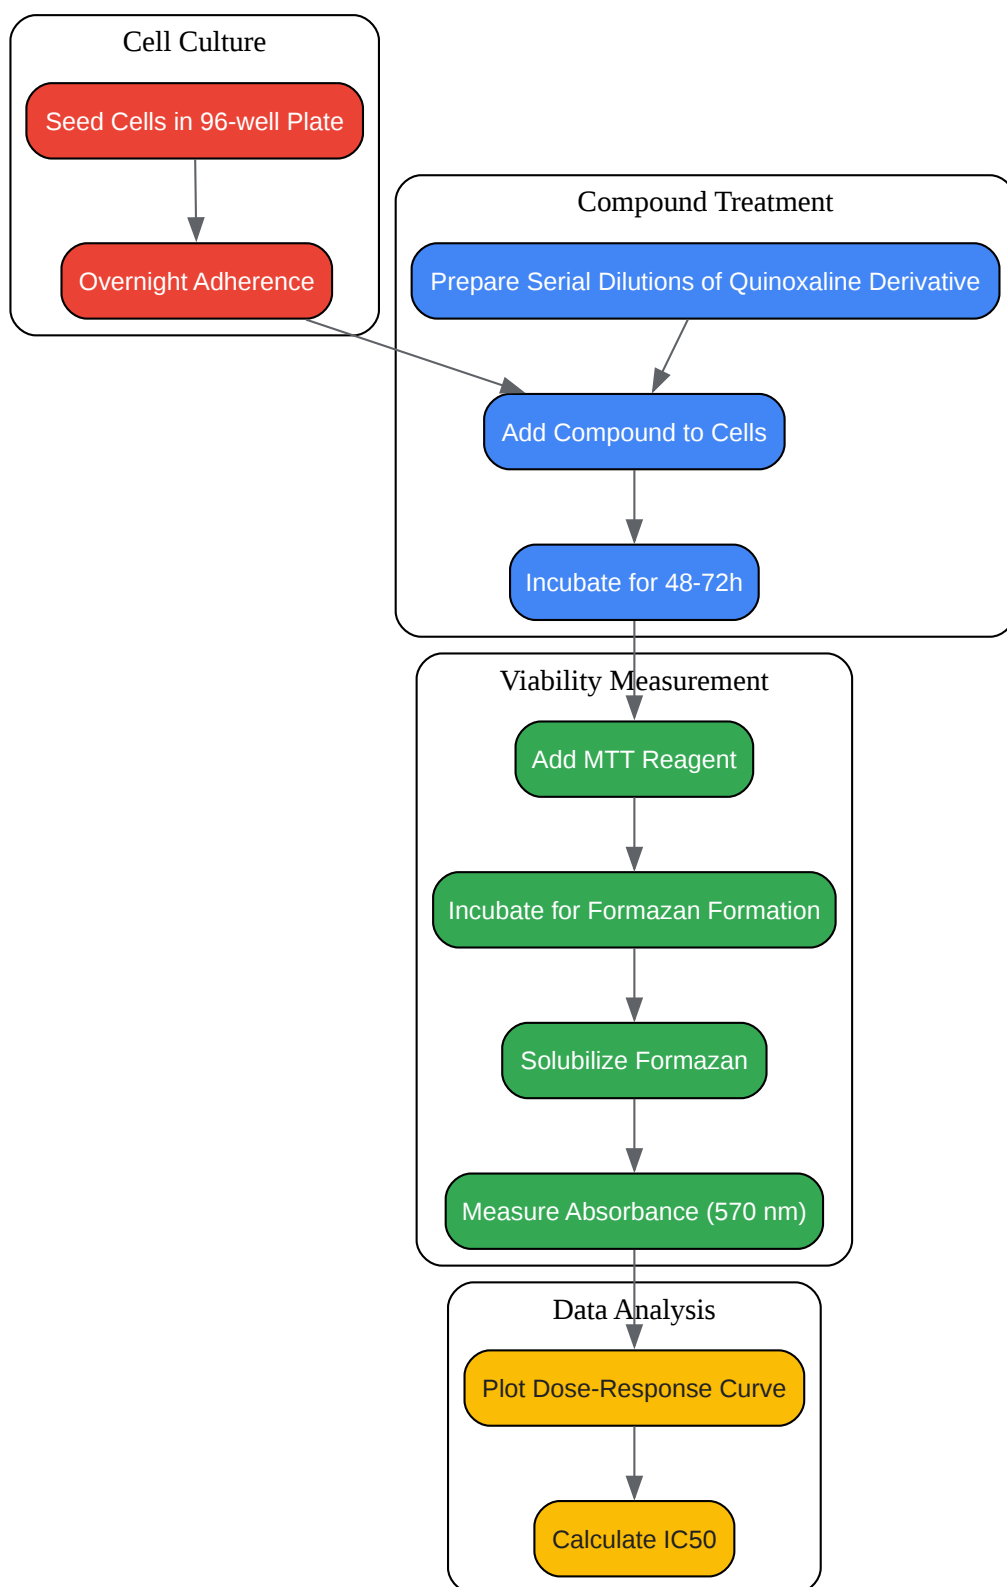 Cell Culture
Seed Cells in 96-well Plate
Overnight Adherence
Compound Treatment
Prepare Serial Dilutions of Quinoxaline Derivative
Add Compound to Cells
Incubate for 48-72h
Viability Measurement
Add MTT Reagent
Incubate for Formazan Formation
Solubilize Formazan
Measure Absorbance (570 nm)
Data Analysis
Plot Dose-Response Curve
Calculate IC50